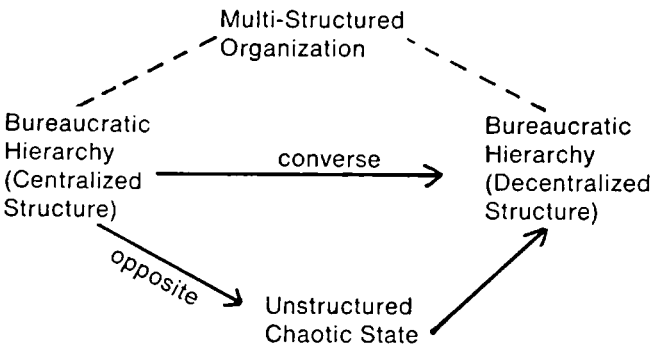 Multi-Structured
Organization
Bureaucratic
Hierarchy
(Centralized
Structure)
converse
Bureaucratic
Hierarchy
(Decentralized
Structure)
opposite
Unstructured
Chaotic State